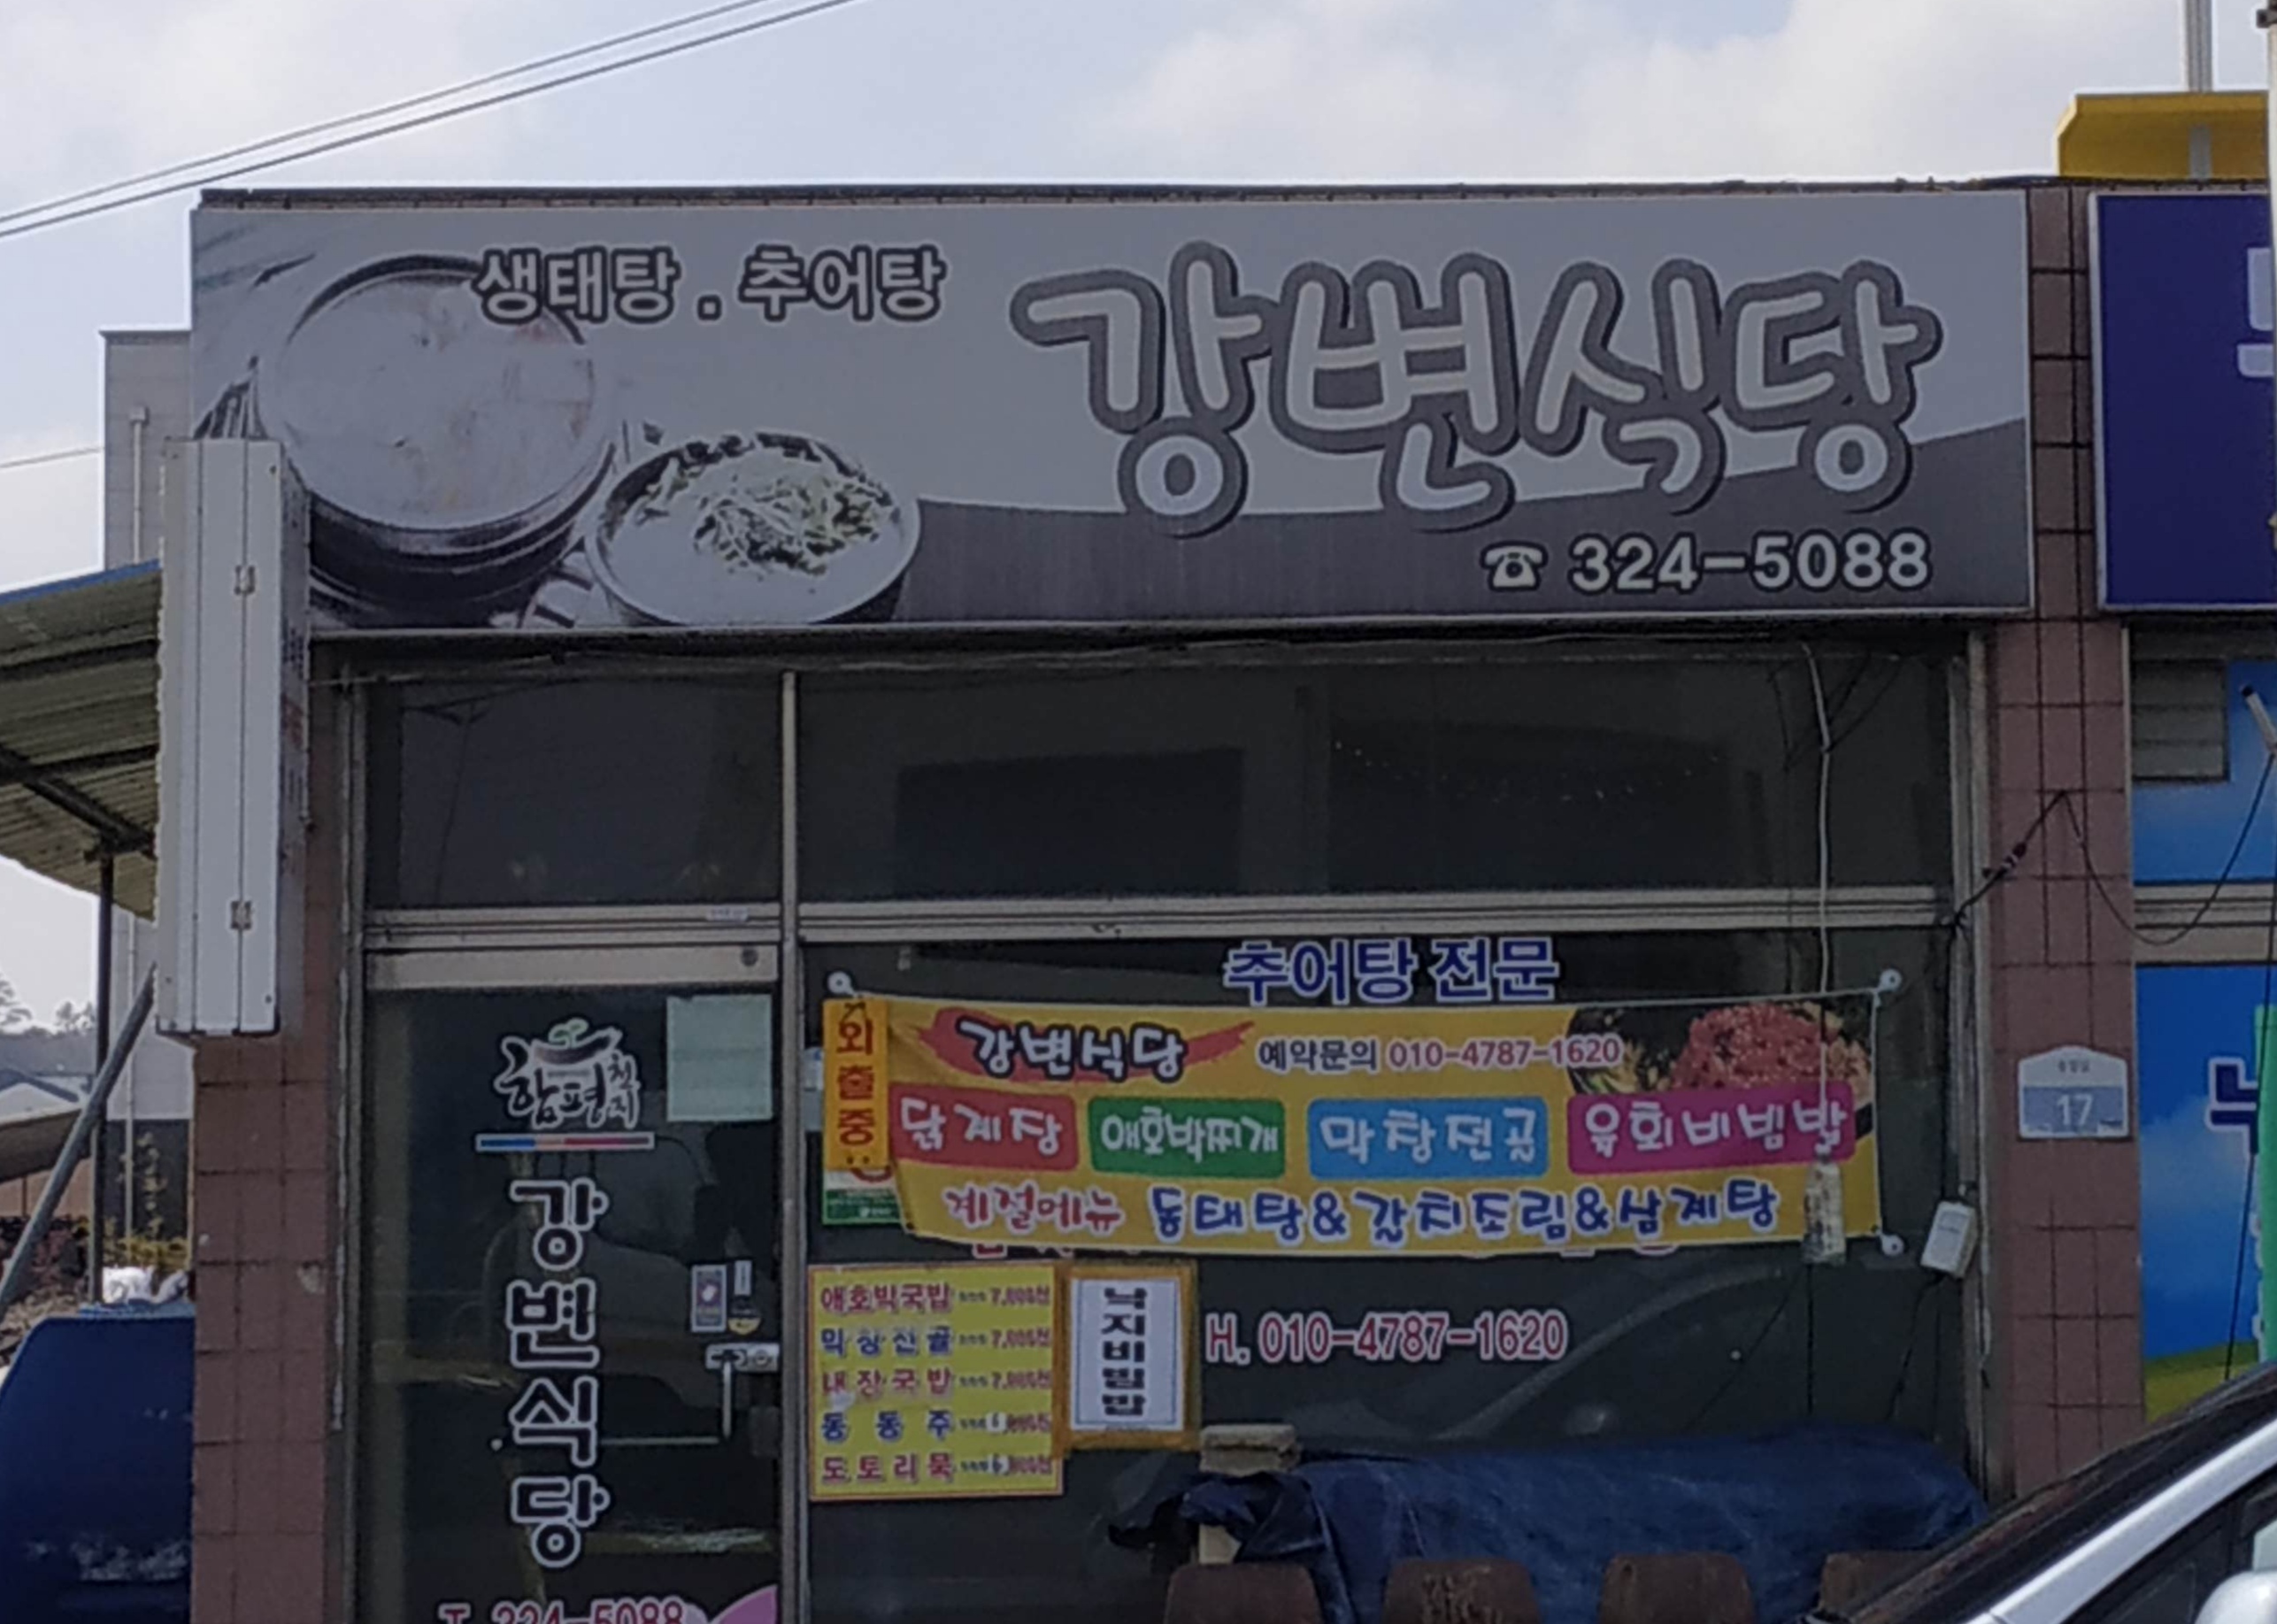 생태탕 . 추어탕
강변식당
☎ 324-5088
추어탕 전문
외출중
강변식당 예약문의 010-4787-1620
닭계장 애호박찌개 막창전골 육회비빔밥
계절메뉴 동태탕&갈치조림&삼계탕
함평천지
강변식당
T. 324-5088
애호박국밥 7,000원
막창전골 7,000원
내장국밥 7,000원
동동주
도토리묵
낙지비빔밥
H. 010-4787-1620
17